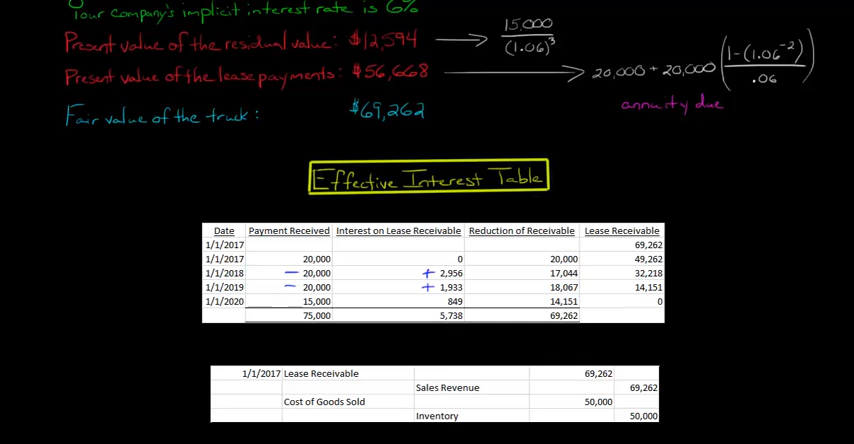 Your company's implicit interest rate is 6%
Present value of the residual value: $12,594 15,000 / (1.06)^3
Present value of the lease payments: $56,668 20,000 + 20,000 (1-(1.06^-2) / .06)
annuity due
Fair value of the truck: $69,262
Effective Interest Table
Date Payment Received Interest on Lease Receivable Reduction of Receivable Lease Receivable
1/1/2017 69,262
1/1/2017 20,000 0 20,000 49,262
1/1/2018 − 20,000 + 2,956 17,044 32,218
1/1/2019 − 20,000 + 1,933 18,067 14,151
1/1/2020 15,000 849 14,151 0
75,000 5,738 69,262
1/1/2017 Lease Receivable 69,262
Sales Revenue 69,262
Cost of Goods Sold 50,000
Inventory 50,000